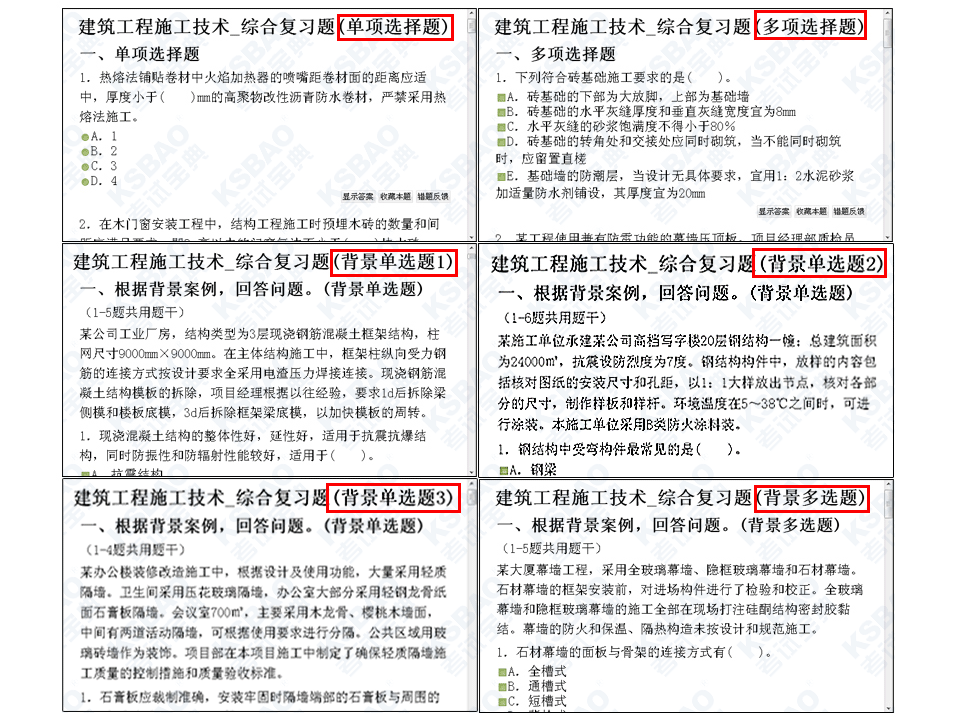 建筑工程施工技术_综合复习题(单项选择题)
一、单项选择题
1. 热熔法铺贴卷材中火焰加热器的喷嘴距卷材面的距离应适
中，厚度小于(　　)mm的高聚物改性沥青防水卷材，严禁采用热
熔法施工。
A. 1
B. 2
C. 3
D. 4
显示答案 收藏本题 错题反馈
2. 在木门窗安装工程中，结构工程施工时预埋木砖的数量和间
建筑工程施工技术_综合复习题(多项选择题)
一、多项选择题
1. 下列符合砖基础施工要求的是(　　)。
A. 砖基础的下部为大放脚，上部为基础墙
B. 砖基础的水平灰缝厚度和垂直灰缝宽度宜为8mm
C. 水平灰缝的砂浆饱满度不得小于80%
D. 砖基础的转角处和交接处应同时砌筑，当不能同时砌筑
时，应留置直槎
E. 基础墙的防潮层，当设计无具体要求，宜用1：2水泥砂浆
加适量防水剂铺设，其厚度宜为20mm
显示答案 收藏本题 错题反馈
2. 某工程使用兼有防雷功能的幕墙压顶板，项目经理部质检员
建筑工程施工技术_综合复习题(背景单选题1)
一、根据背景案例，回答问题。(背景单选题)
(1-5题共用题干)
某公司工业厂房，结构类型为3层现浇钢筋混凝土框架结构，柱
网尺寸9000mm×9000mm。在主体结构施工中，框架柱纵向受力钢
筋的连接方式按设计要求全采用电渣压力焊接连接。现浇钢筋混
凝土结构模板的拆除，项目经理根据以往经验，要求1d后拆除梁
侧模和楼板底模，3d后拆除框架梁底模，以加快模板的周转。
1. 现浇混凝土结构的整体性好，延性好，适用于抗震抗爆结
构，同时防振性和防辐射性能较好，适用于(　　)。
A. 抗震结构
建筑工程施工技术_综合复习题(背景单选题2)
一、根据背景案例，回答问题。(背景单选题)
(1-6题共用题干)
某施工单位承建某公司高档写字楼20层钢结构一幢；总建筑面积
为24000㎡，抗震设防烈度为7度。钢结构构件中，放样的内容包
括核对图纸的安装尺寸和孔距，以1：1大样放出节点，核对各部
分的尺寸，制作样板和样杆。环境温度在5～38℃之间时，可进
行涂装。本施工单位采用B类防火涂料装。
1. 钢结构中受弯构件最常见的是(　　)。
A. 钢梁
建筑工程施工技术_综合复习题(背景单选题3)
一、根据背景案例，回答问题。(背景单选题)
(1-4题共用题干)
某办公楼装修改造施工中，根据设计及使用功能，大量采用轻质
隔墙。卫生间采用压花玻璃隔墙，办公室大部分采用轻钢龙骨纸
面石膏板隔墙。会议室700㎡，主要采用木龙骨、樱桃木墙面，
中间有两道活动隔墙，可根据使用要求进行分隔。公共区域用玻
璃砖墙作为装饰。项目部在本项目施工中制定了确保轻质隔墙施
工质量的控制措施和质量验收标准。
1. 石膏板应裁制准确，安装牢固时隔墙端部的石膏板与周围的
建筑工程施工技术_综合复习题(背景多选题)
一、根据背景案例，回答问题。(背景多选题)
(1-5题共用题干)
某大厦幕墙工程，采用全玻璃幕墙、隐框玻璃幕墙和石材幕墙。
石材幕墙的框架安装前，对进场构件进行了检验和校正。全玻璃
幕墙和隐框玻璃幕墙的施工全部在现场打注硅酮结构密封胶黏
结。幕墙的防火和保温、隔热构造未按设计和规范施工。
1. 石材幕墙的面板与骨架的连接方式有(　　)。
A. 全槽式
B. 通槽式
C. 短槽式